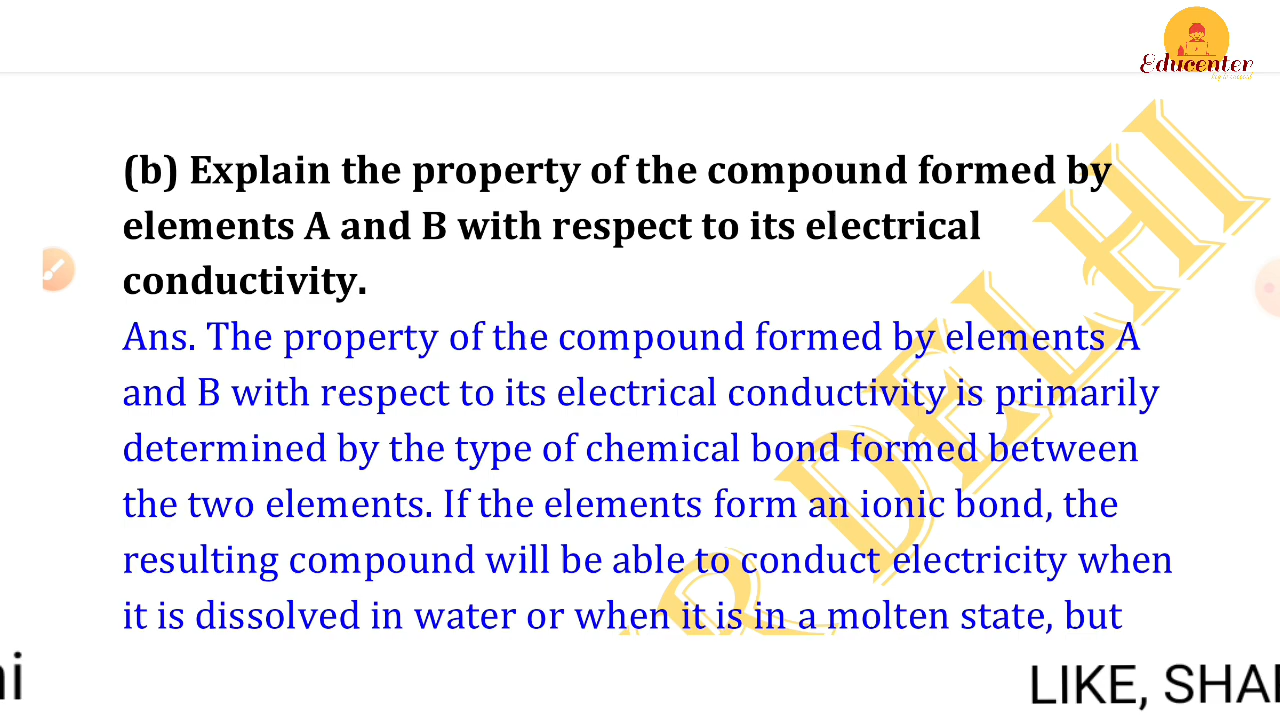 Educenter
(b) Explain the property of the compound formed by
elements A and B with respect to its electrical
conductivity.
Ans. The property of the compound formed by elements A
and B with respect to its electrical conductivity is primarily
determined by the type of chemical bond formed between
the two elements. If the elements form an ionic bond, the
resulting compound will be able to conduct electricity when
it is dissolved in water or when it is in a molten state, but
R DELHI
hi
LIKE, SHA